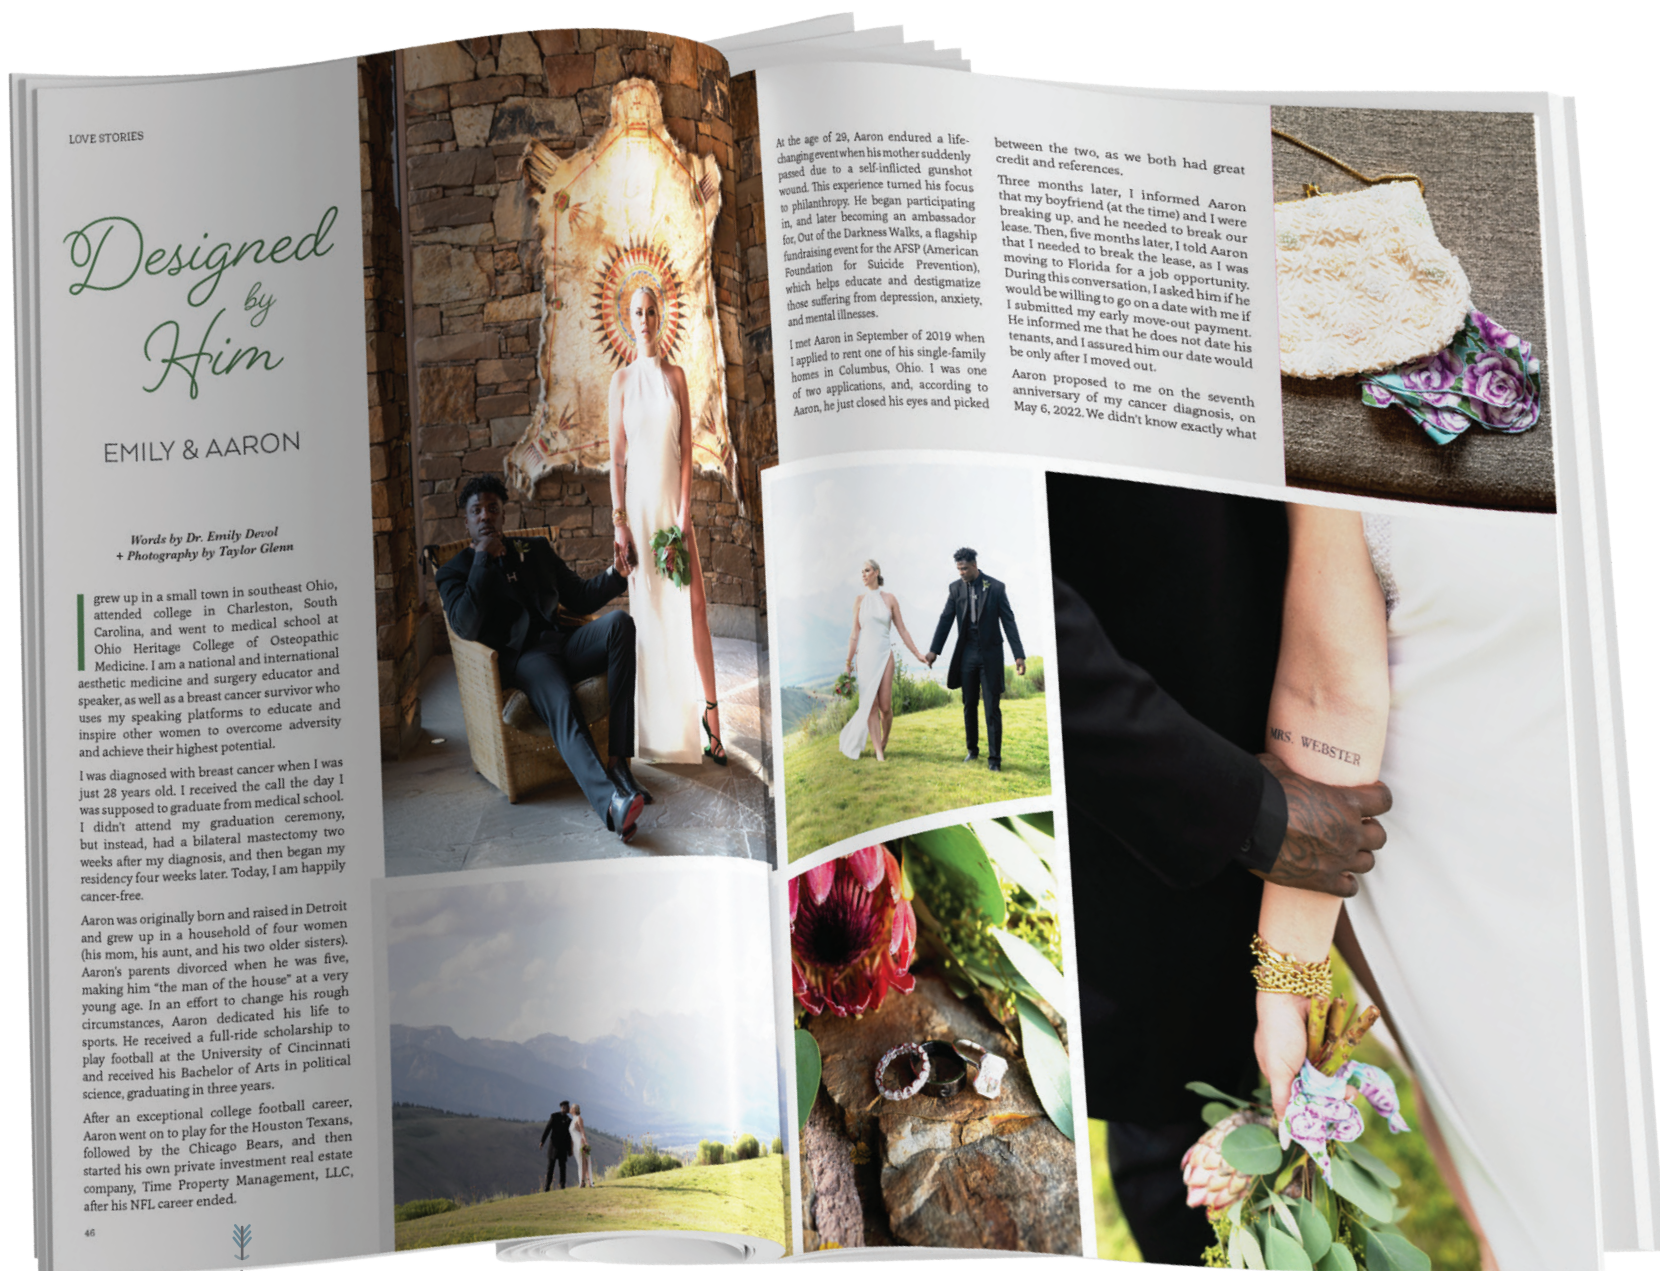 LOVE STORIES
Designed
by
Him
EMILY & AARON
Words by Dr. Emily Devol
+ Photography by Taylor Glenn
I grew up in a small town in southeast Ohio,
attended college in Charleston, South
Carolina, and went to medical school at
Ohio Heritage College of Osteopathic
Medicine. I am a national and international
aesthetic medicine and surgery educator and
speaker, as well as a breast cancer survivor who
uses my speaking platforms to educate and
inspire other women to overcome adversity
and achieve their highest potential.
I was diagnosed with breast cancer when I was
just 28 years old. I received the call the day I
was supposed to graduate from medical school.
I didn't attend my graduation ceremony,
but instead, had a bilateral mastectomy two
weeks after my diagnosis, and then began my
residency four weeks later. Today, I am happily
cancer-free.
Aaron was originally born and raised in Detroit
and grew up in a household of four women
(his mom, his aunt, and his two older sisters).
Aaron's parents divorced when he was five,
making him "the man of the house" at a very
young age. In an effort to change his rough
circumstances, Aaron dedicated his life to
sports. He received a full-ride scholarship to
play football at the University of Cincinnati
and received his Bachelor of Arts in political
science, graduating in three years.
After an exceptional college football career,
Aaron went on to play for the Houston Texans,
followed by the Chicago Bears, and then
started his own private investment real estate
company, Time Property Management, LLC,
after his NFL career ended.
46
At the age of 29, Aaron endured a life-
changing event when his mother suddenly
passed due to a self-inflicted gunshot
wound. This experience turned his focus
to philanthropy. He began participating
in, and later becoming an ambassador
for, Out of the Darkness Walks, a flagship
fundraising event for the AFSP (American
Foundation for Suicide Prevention),
which helps educate and destigmatize
those suffering from depression, anxiety,
and mental illnesses.
I met Aaron in September of 2019 when
I applied to rent one of his single-family
homes in Columbus, Ohio. I was one
of two applications, and, according to
Aaron, he just closed his eyes and picked
between the two, as we both had great
credit and references.
Three months later, I informed Aaron
that my boyfriend (at the time) and I were
breaking up, and he needed to break our
lease. Then, five months later, I told Aaron
that I needed to break the lease, as I was
moving to Florida for a job opportunity.
During this conversation, I asked him if he
would be willing to go on a date with me if
I submitted my early move-out payment.
He informed me that he does not date his
tenants, and I assured him our date would
be only after I moved out.
Aaron proposed to me on the seventh
anniversary of my cancer diagnosis, on
May 6, 2022. We didn't know exactly what
MRS. WEBSTER